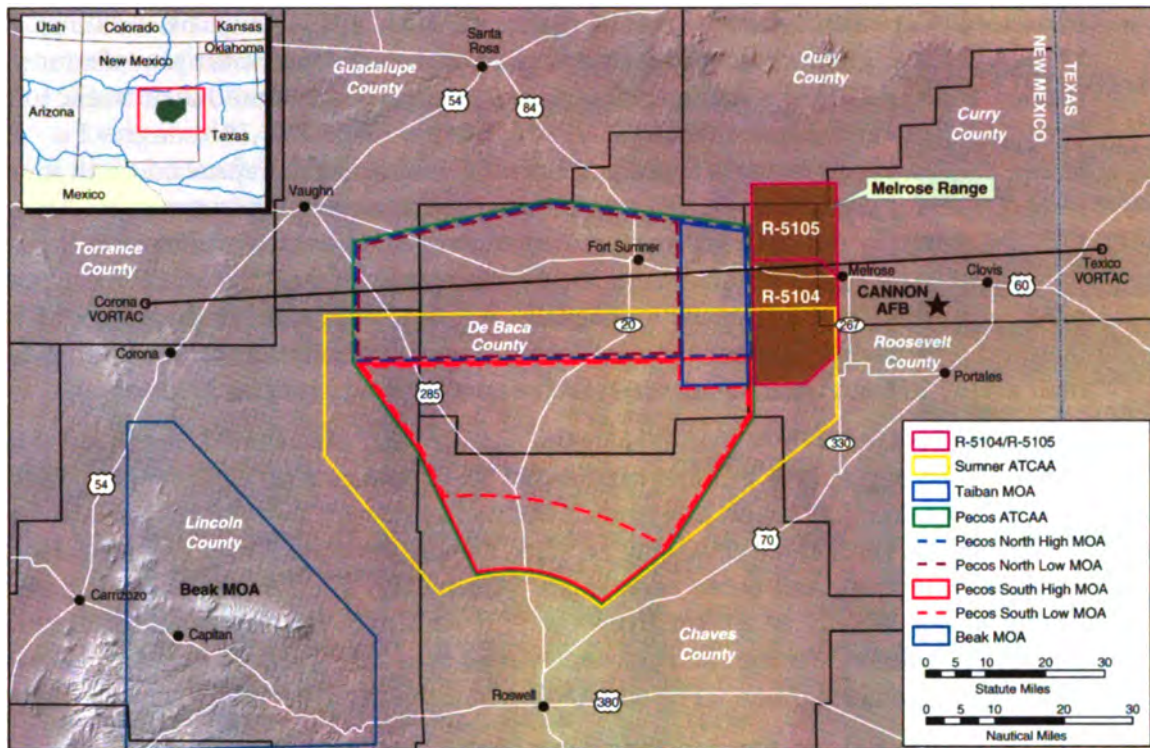 Utah
Colorado
Kansas
Oklahoma
New Mexico
Arizona
Texas
Mexico
Santa
Rosa
Guadalupe
County
54
84
Quay
County
NEW MEXICO
TEXAS
Curry
County
Melrose Range
Vaughn
Torrance
County
R-5105
Fort Sumner
Melrose
Clovis
Texico
VORTAC
60
Corona
VORTAC
R-5104
CANNON
AFB
De Baca
County
20
267
Roosevelt
County
Corona
Portales
285
330
54
Lincoln
County
70
Beak MOA
Carrizozo
Capitan
Chaves
County
Roswell
380
R-5104/R-5105
Sumner ATCAA
Taiban MOA
Pecos ATCAA
Pecos North High MOA
Pecos North Low MOA
Pecos South High MOA
Pecos South Low MOA
Beak MOA
0 5 10 20 30
Statute Miles
0 5 10 20 30
Nautical Miles